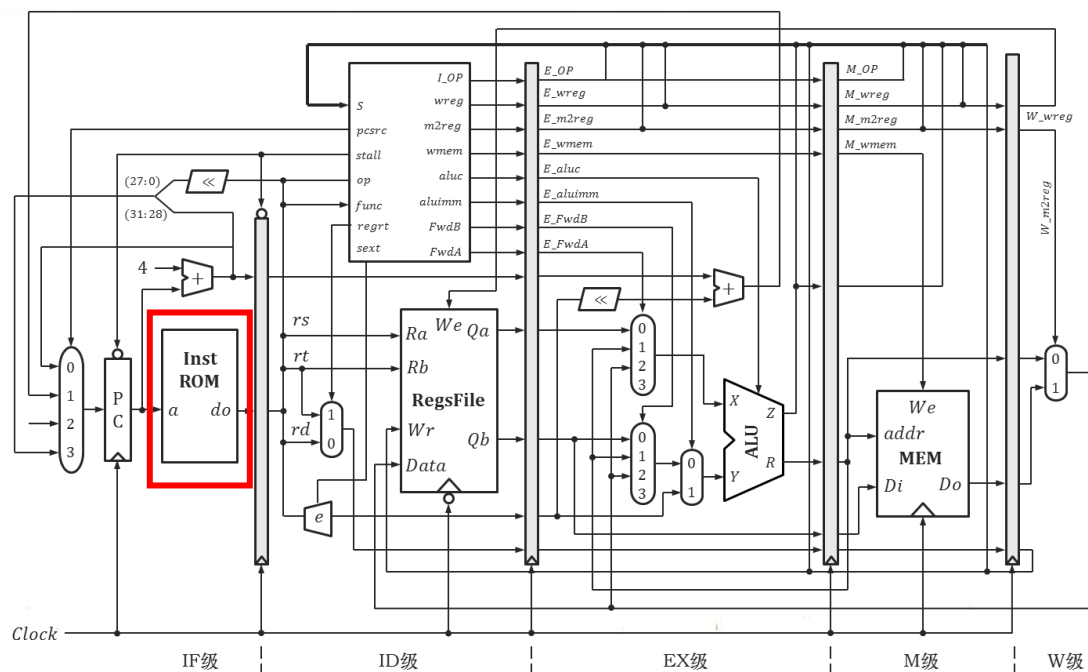 I_OP
E_OP
M_OP
S
wreg
E_wreg
M_wreg
W_wreg
pcsrc
m2reg
E_m2reg
M_m2reg
stall
wmem
E_wmem
M_wmem
(27:0)
≪
op
aluc
E_aluc
(31:28)
func
aluimm
E_aluimm
W_m2reg
regrt
FwdB
E_FwdB
sext
FwdA
E_FwdA
4
+
+
≪
rs
Ra
We
Qa
0
1
2
3
Inst
ROM
a
do
0
1
2
3
P
C
rt
Rb
RegsFile
1
0
rd
Wr
Qb
Data
0
1
2
3
0
1
X
Y
Z
R
ALU
We
addr
MEM
Di
Do
0
1
e
Clock
IF级
ID级
EX级
M级
W级